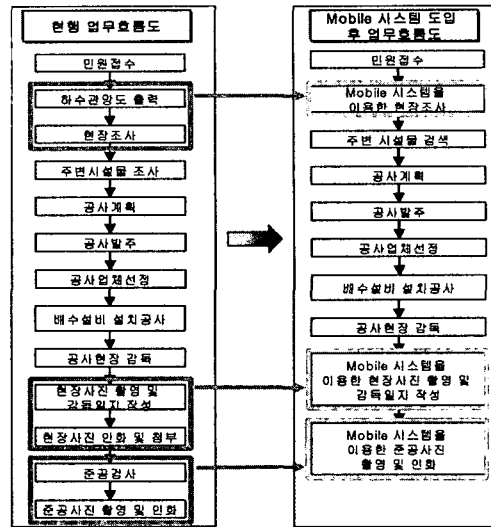 현행 업무흐름도
민원접수
하수관망도 출력
현장조사
주변시설물 조사
공사계획
공사발주
공사업체선정
배수설비 설치공사
공사현장 감독
현장사진 촬영 및
감독일지 작성
현장사진 인화 및 첨부
준공검사
준공사진 촬영 및 인화
Mobile 시스템 도입
후 업무흐름도
민원접수
Mobile 시스템을
이용한 현장조사
주변 시설물 검색
공사계획
공사발주
공사업체선정
배수설비 설치공사
공사현장 감독
Mobile 시스템을
이용한 현장사진 촬영 및
감독일지 작성
Mobile 시스템을
이용한 준공사진
촬영 및 인화